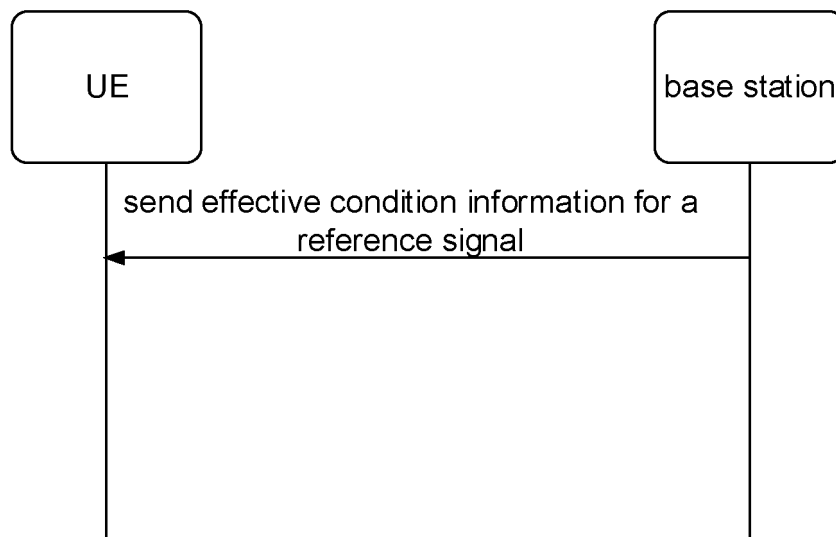 UE
base station
send effective condition information for a
reference signal